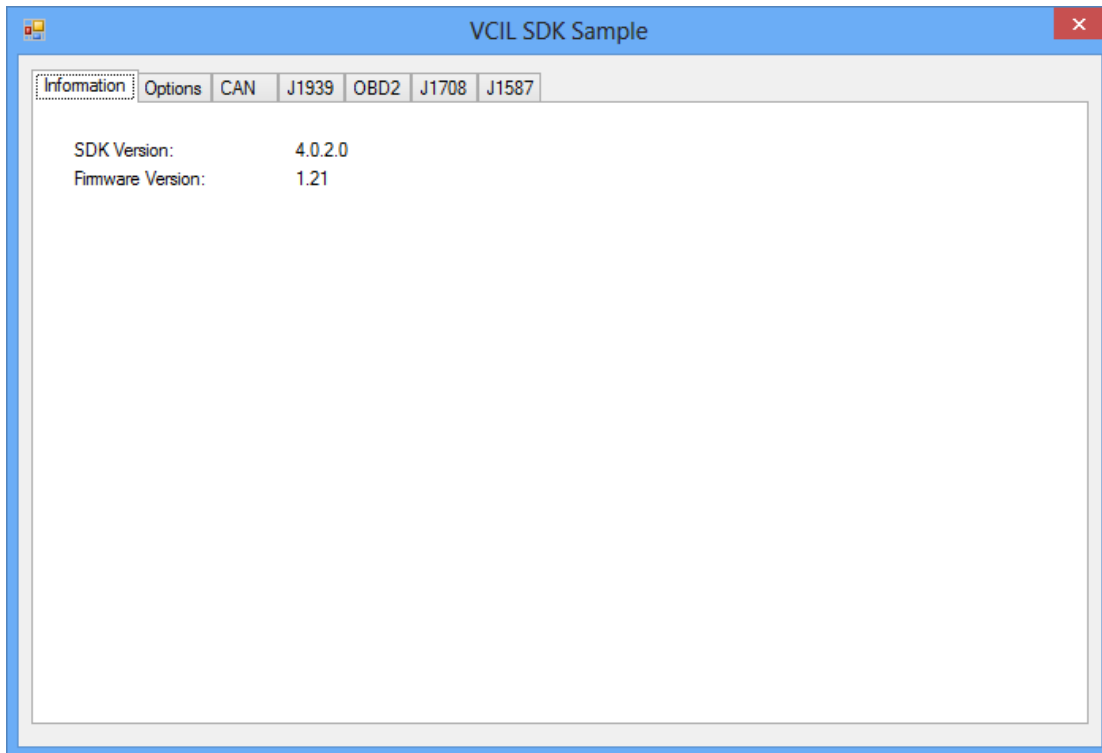 VCIL SDK Sample
Information Options CAN J1939 OBD2 J1708 J1587
SDK Version: 4.0.2.0
Firmware Version: 1.21